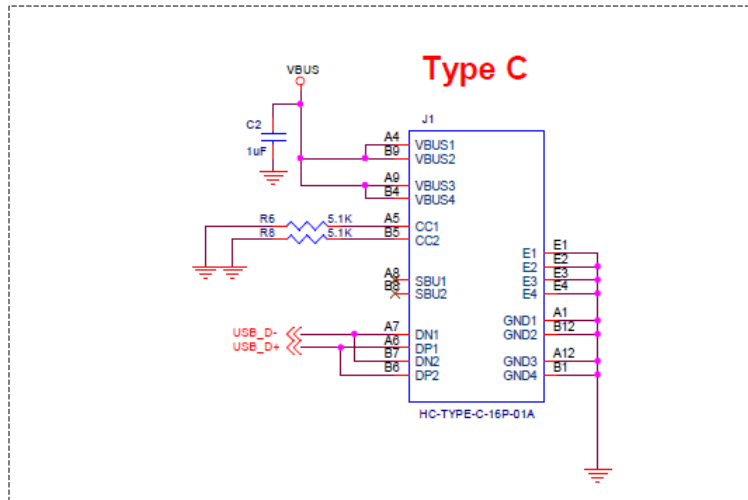 Type C
VBUS
J1
C2
1uF
A4 VBUS1
B9 VBUS2
A9 VBUS3
B4 VBUS4
R6 5.1K A5 CC1
R8 5.1K B5 CC2
A8 SBU1
B8 SBU2
USB_D- A7 DN1
USB_D+ A6 DP1
B7 DN2
B6 DP2
E1 E1
E2 E2
E3 E3
E4 E4
GND1 A1
GND2 B12
GND3 A12
GND4 B1
HC-TYPE-C-16P-01A